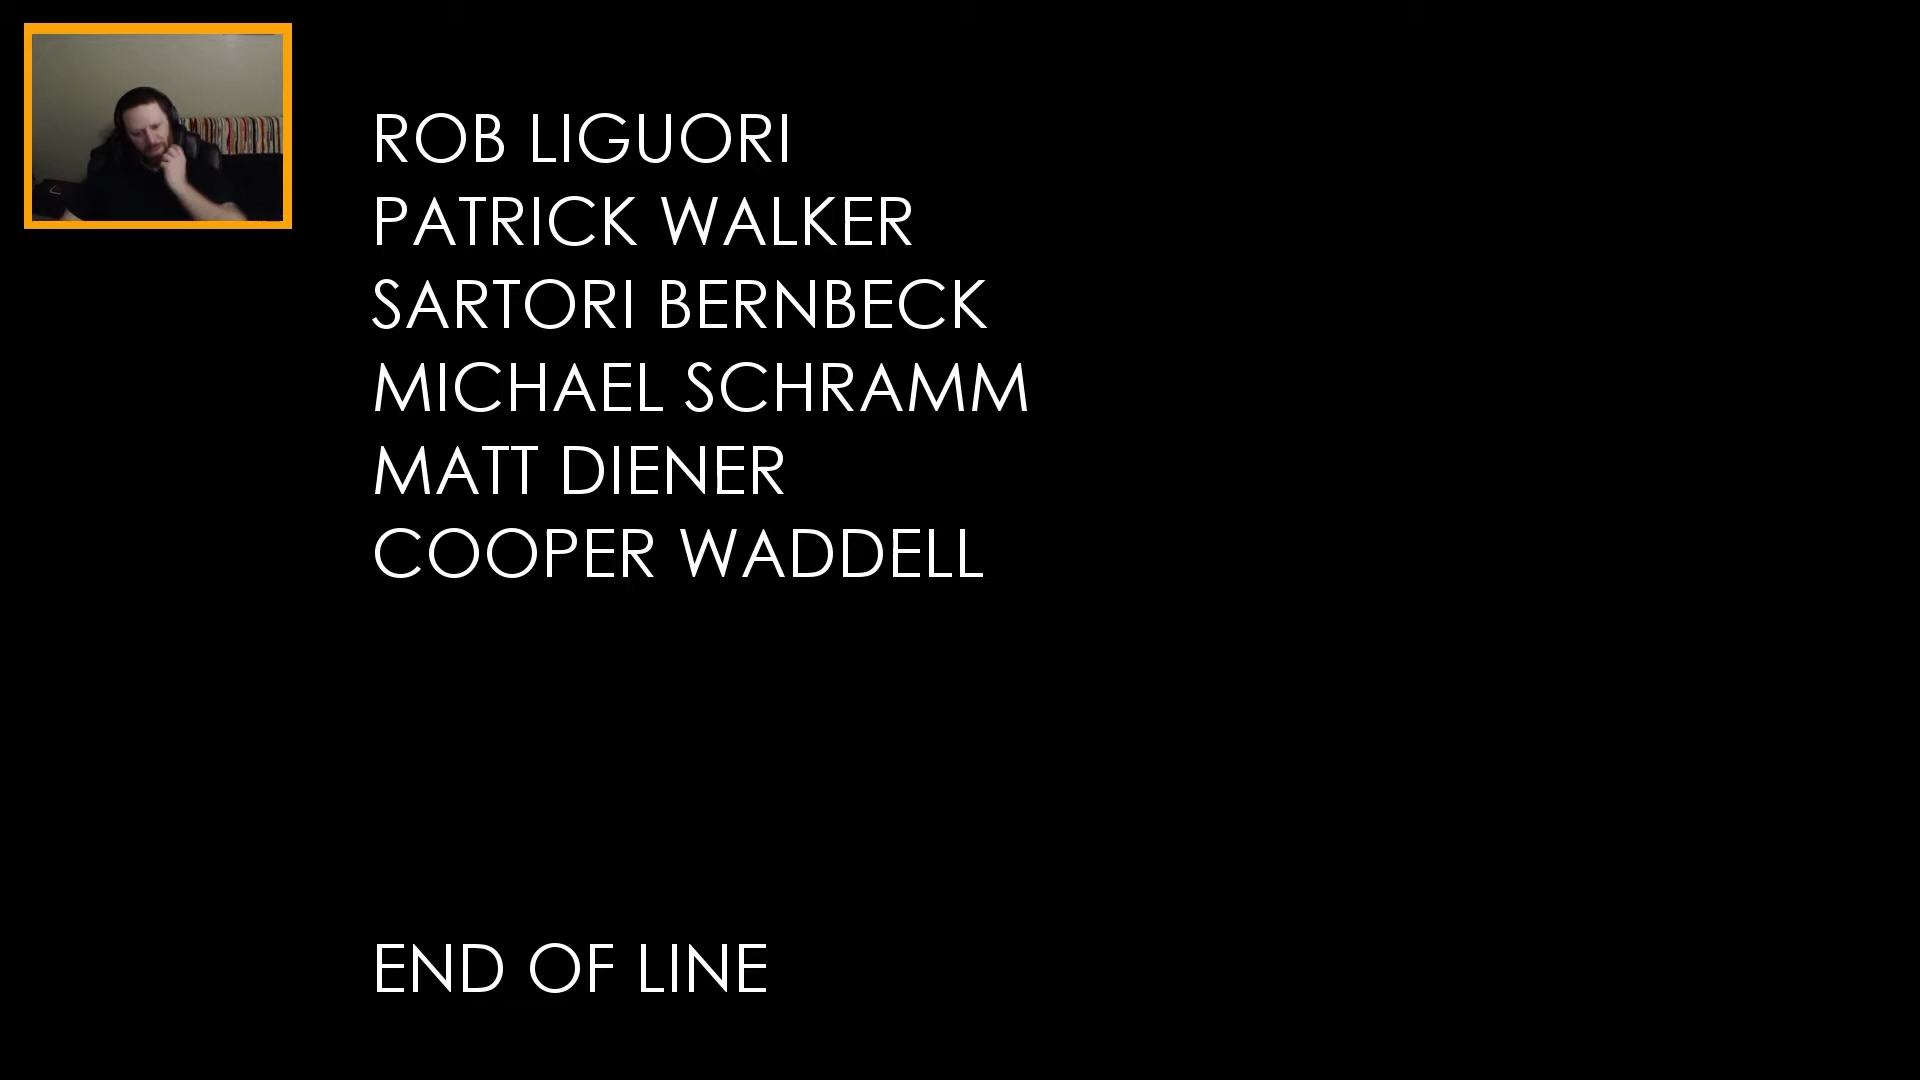 ROB LIGUORI
PATRICK WALKER
SARTORI BERNBECK
MICHAEL SCHRAMM
MATT DIENER
COOPER WADDELL
END OF LINE